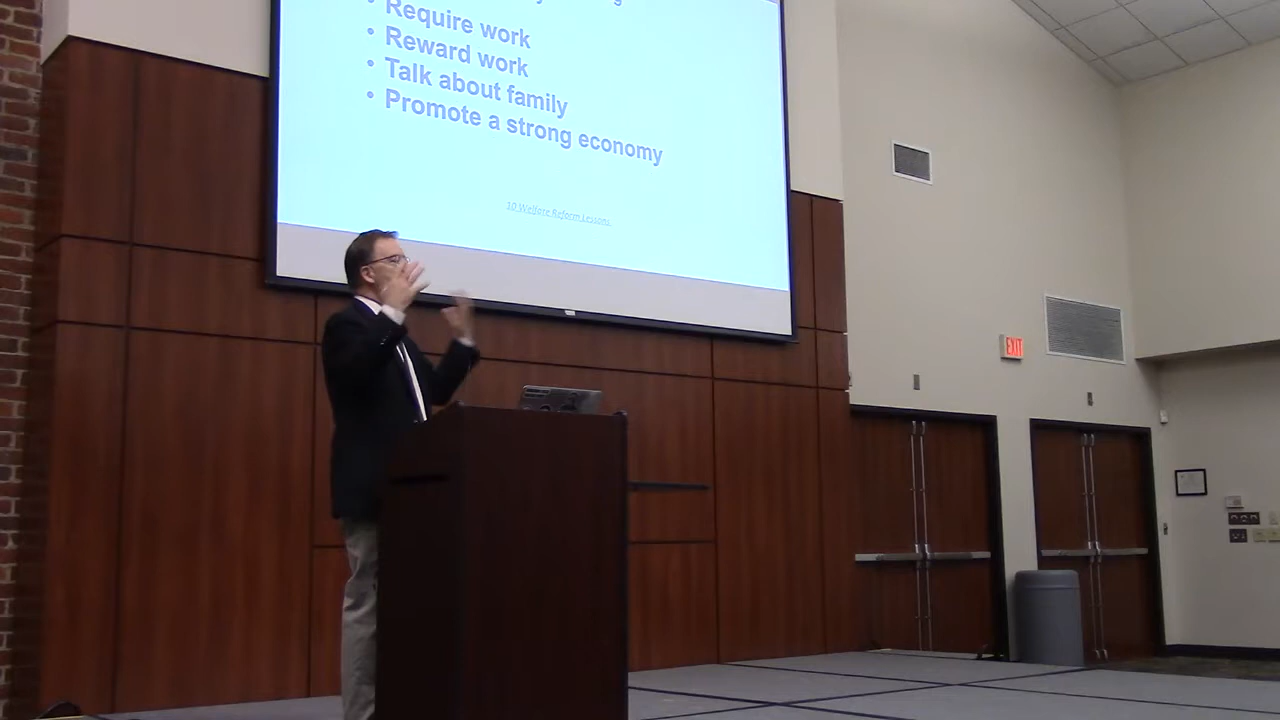 • Require work
• Reward work
• Talk about family
• Promote a strong economy
10 Welfare Reform Lessons
EXIT